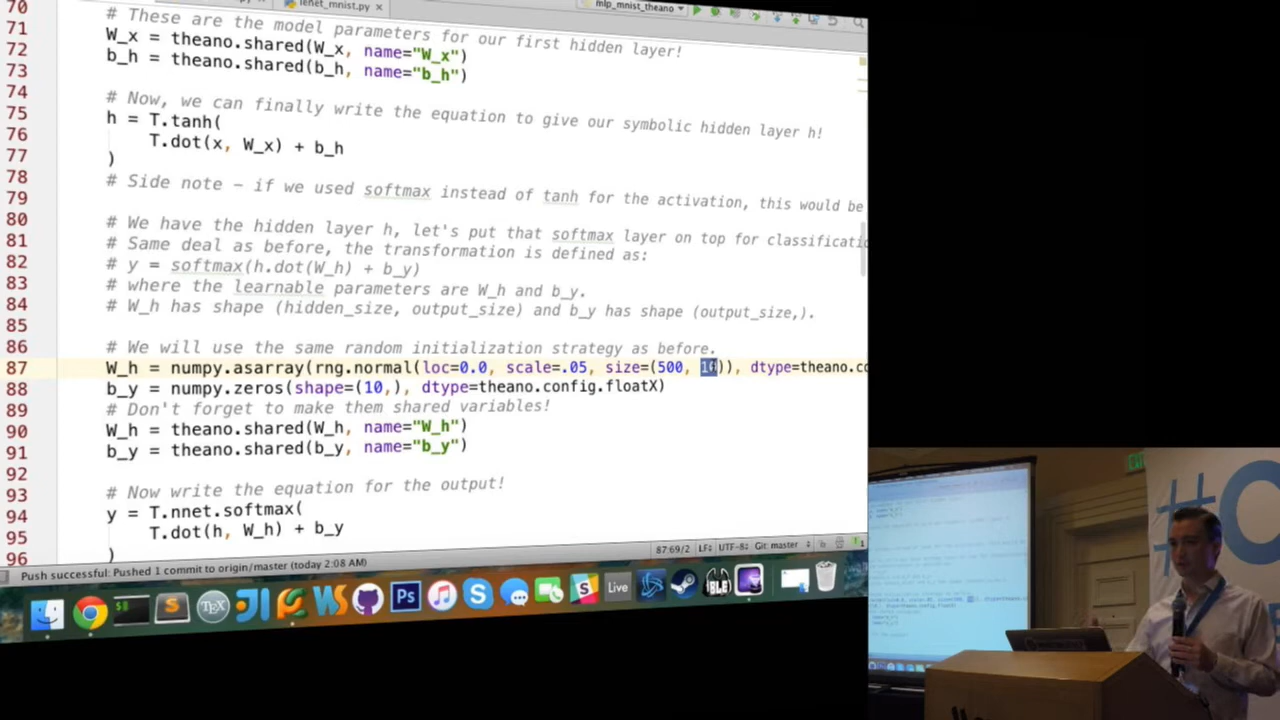 lenet_mnist.py ×
mlp_mnist_theano
70
71 # These are the model parameters for our first hidden layer!
72 W_x = theano.shared(W_x, name="W_x")
73 b_h = theano.shared(b_h, name="b_h")
74
75 # Now, we can finally write the equation to give our symbolic hidden layer h!
76 h = T.tanh(
77 T.dot(x, W_x) + b_h
78 )
79 # Side note – if we used softmax instead of tanh for the activation, this would be
80
81 # We have the hidden layer h, let's put that softmax layer on top for classificatio
82 # Same deal as before, the transformation is defined as:
83 # y = softmax(h.dot(W_h) + b_y)
84 # where the learnable parameters are W_h and b_y.
85 # W_h has shape (hidden_size, output_size) and b_y has shape (output_size,).
86 # We will use the same random initialization strategy as before.
87 W_h = numpy.asarray(rng.normal(loc=0.0, scale=.05, size=(500, 10)), dtype=theano.co
88 b_y = numpy.zeros(shape=(10,), dtype=theano.config.floatX)
89 # Don't forget to make them shared variables!
90 W_h = theano.shared(W_h, name="W_h")
91 b_y = theano.shared(b_y, name="b_y")
92
93 # Now write the equation for the output!
94 y = T.nnet.softmax(
95 T.dot(h, W_h) + b_y
96 )
Push successful: Pushed 1 commit to origin/master (today 2:08 AM)
87:69/2 LF÷ UTF-8÷ Git: master ÷
TEX
Ps
Live
BLE